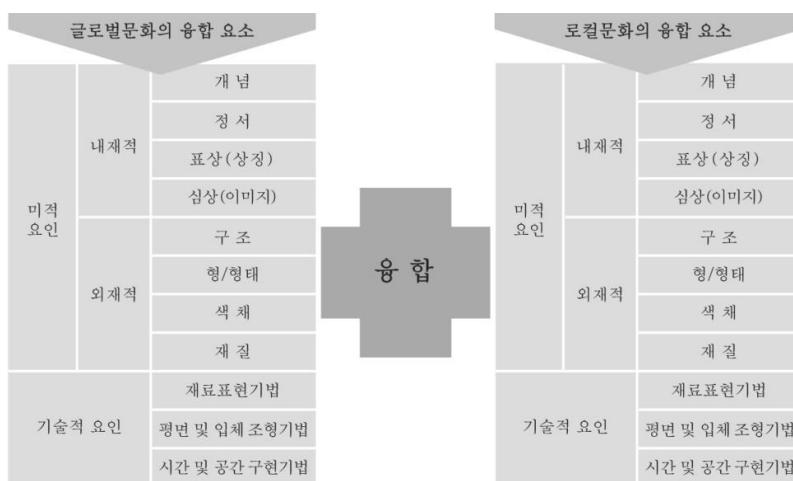 글로벌문화의 융합 요소
미적
요인
내재적
개 념
정 서
표상(상징)
심상(이미지)
외재적
구 조
형/형태
색 채
재 질
기술적 요인
재료표현기법
평면 및 입체 조형기법
시간 및 공간 구현기법
융 합
로컬문화의 융합 요소
미적
요인
내재적
개 념
정 서
표상(상징)
심상(이미지)
외재적
구 조
형/형태
색 채
재 질
기술적 요인
재료표현기법
평면 및 입체 조형기법
시간 및 공간 구현기법